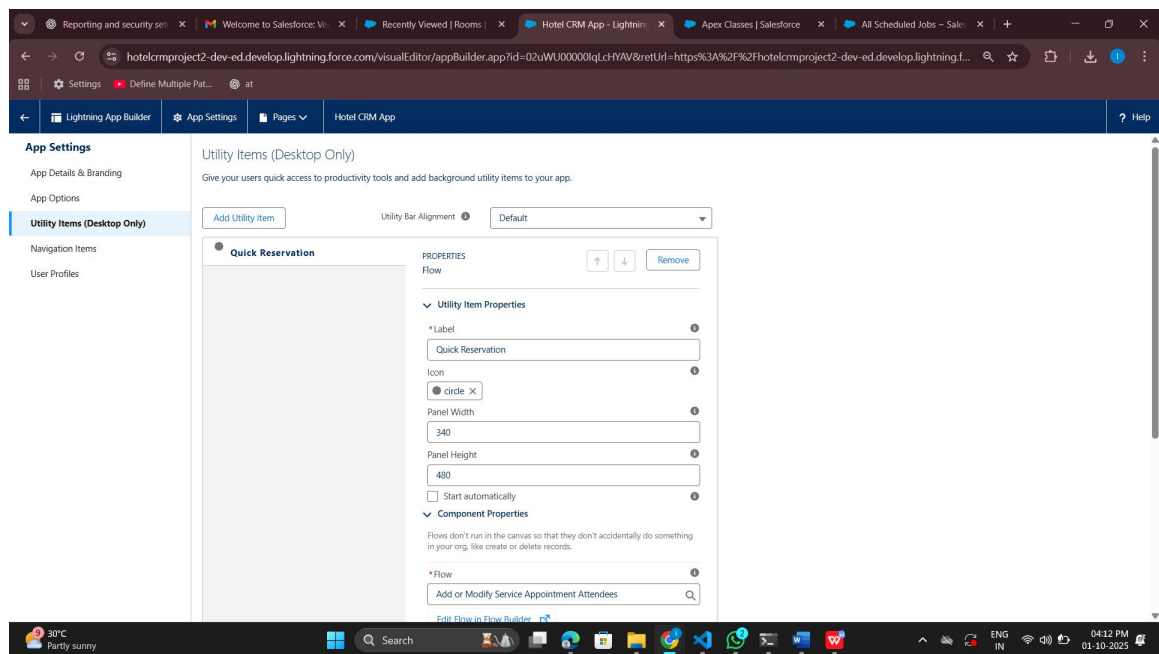 Reporting and security set
Welcome to Salesforce: Ve
Recently Viewed | Rooms |
Hotel CRM App - Lightning
Apex Classes | Salesforce
All Scheduled Jobs ~ Sales
hotelcrmproject2-dev-ed.develop.lightning.force.com/visualEditor/appBuilder.app?id=02uWU00000IqLcHYAV&retUrl=https%3A%2F%2Fhotelcrmproject2-dev-ed.develop.lightning.f...
Settings
Define Multiple Pat...
at
Lightning App Builder
App Settings
Pages
Hotel CRM App
? Help
App Settings
App Details & Branding
App Options
Utility Items (Desktop Only)
Navigation Items
User Profiles
Utility Items (Desktop Only)
Give your users quick access to productivity tools and add background utility items to your app.
Add Utility Item
Utility Bar Alignment
Default
Quick Reservation
PROPERTIES
Flow
Remove
Utility Item Properties
*Label
Quick Reservation
Icon
circle
Panel Width
340
Panel Height
480
Start automatically
Component Properties
Flows don't run in the canvas so that they don't accidentally do something
in your org, like create or delete records.
*Flow
Add or Modify Service Appointment Attendees
Edit Flow in Flow Builder
9
30°C
Partly sunny
Search
2
ENG
IN
04:12 PM
01-10-2025